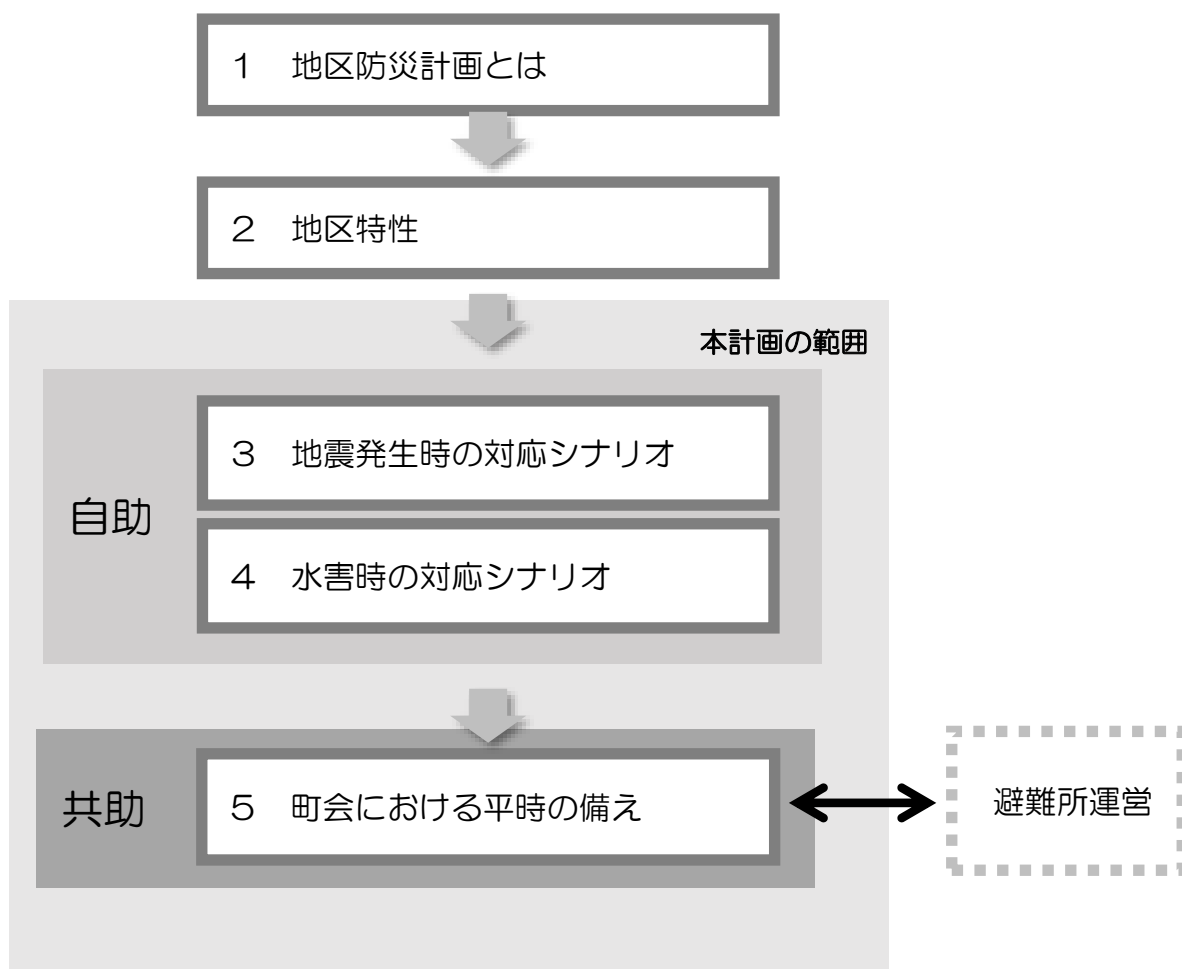 １　地区防災計画とは
２　地区特性
本計画の範囲
自助
３　地震発生時の対応シナリオ
４　水害時の対応シナリオ
共助
５　町会における平時の備え
避難所運営